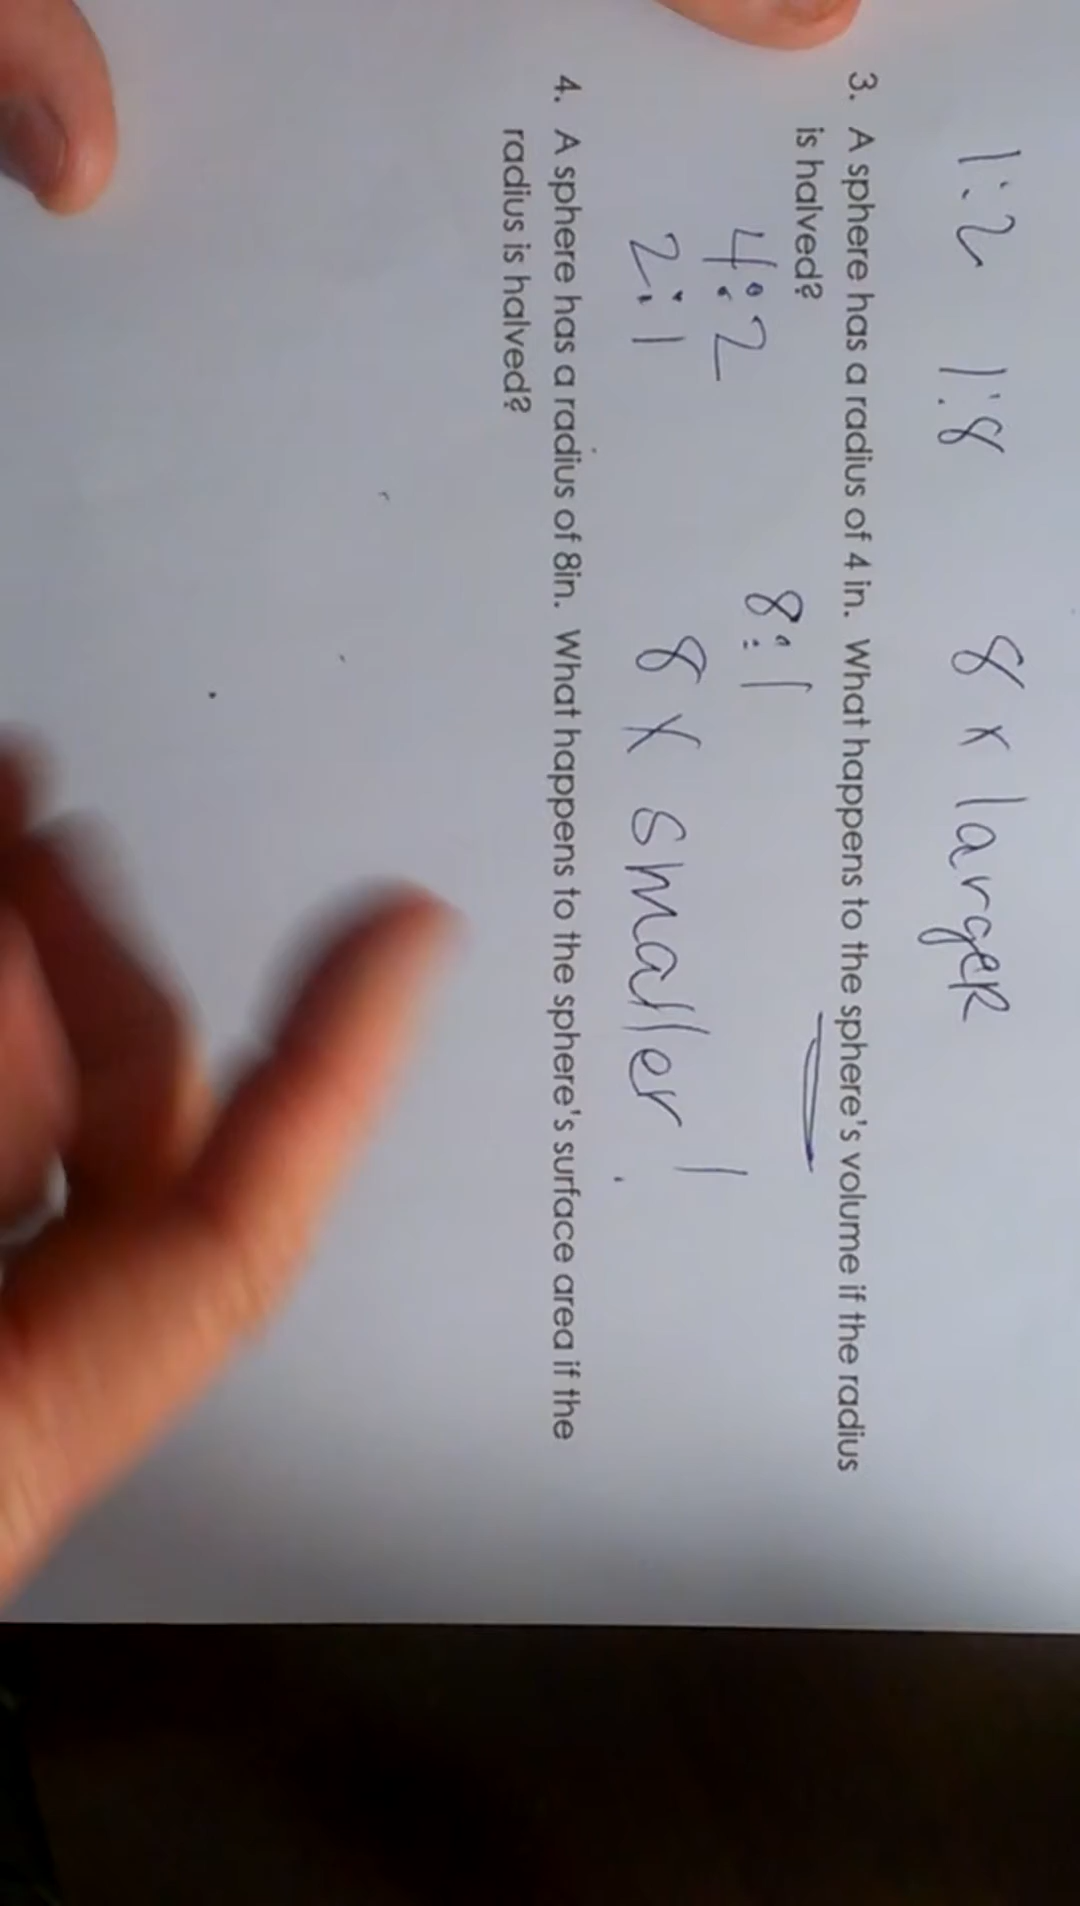 1:2 1:8 8 x larger
3. A sphere has a radius of 4 in. What happens to the sphere's volume if the radius
is halved?
4:2 8:1
2:1 8 x smaller!
4. A sphere has a radius of 8in. What happens to the sphere's surface area if the
radius is halved?